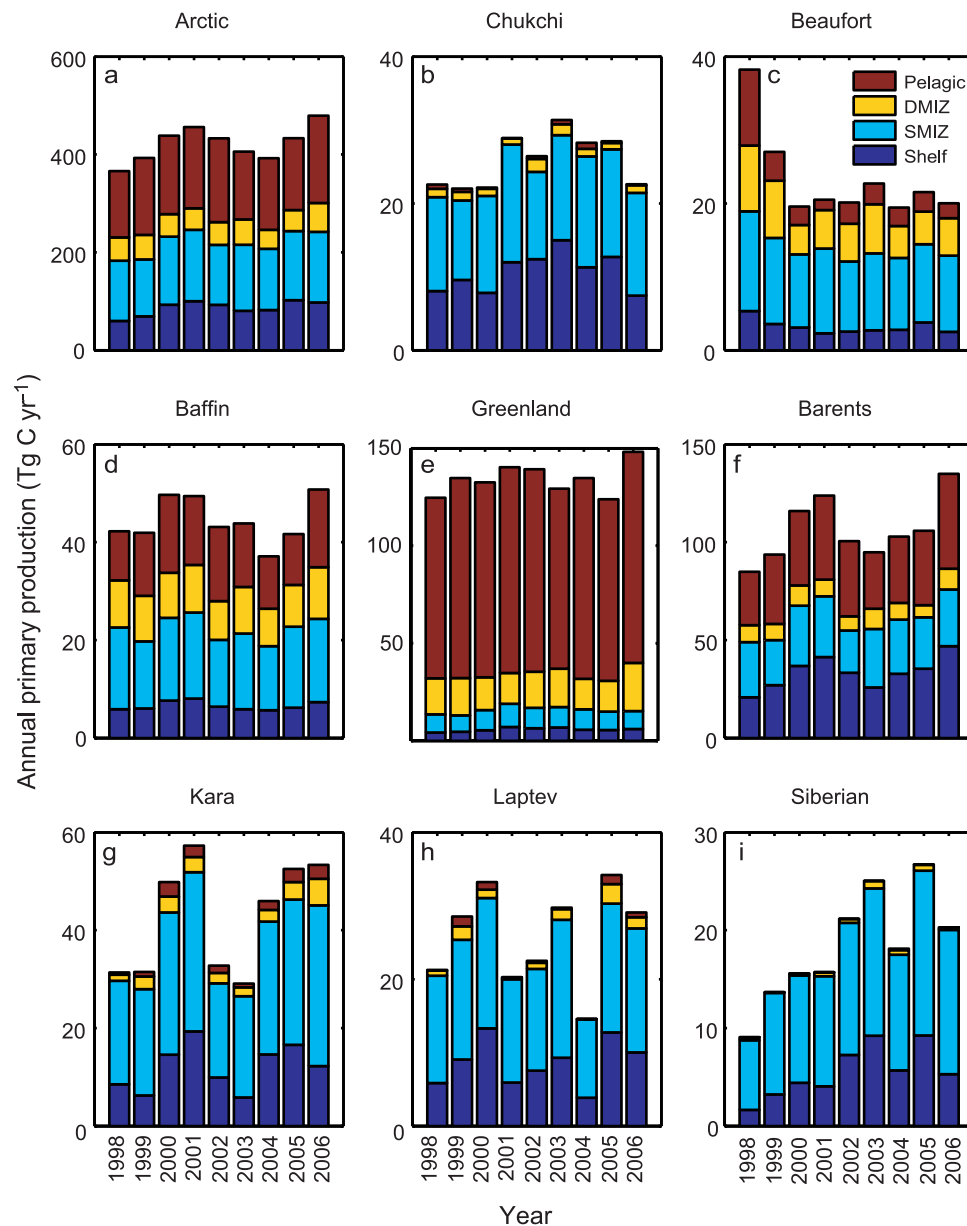 Arctic
Chukchi
Beaufort
600
400
200
0
a
40
20
0
b
40
20
0
c
Pelagic
DMIZ
SMIZ
Shelf
Annual primary production (Tg C yr⁻¹)
Baffin
Greenland
Barents
60
40
20
0
d
150
100
50
e
150
100
50
0
f
Kara
Laptev
Siberian
60
40
20
0
g
40
20
0
h
30
20
10
0
i
1998
1999
2000
2001
2002
2003
2004
2005
2006
1998
1999
2000
2001
2002
2003
2004
2005
2006
1998
1999
2000
2001
2002
2003
2004
2005
2006
Year